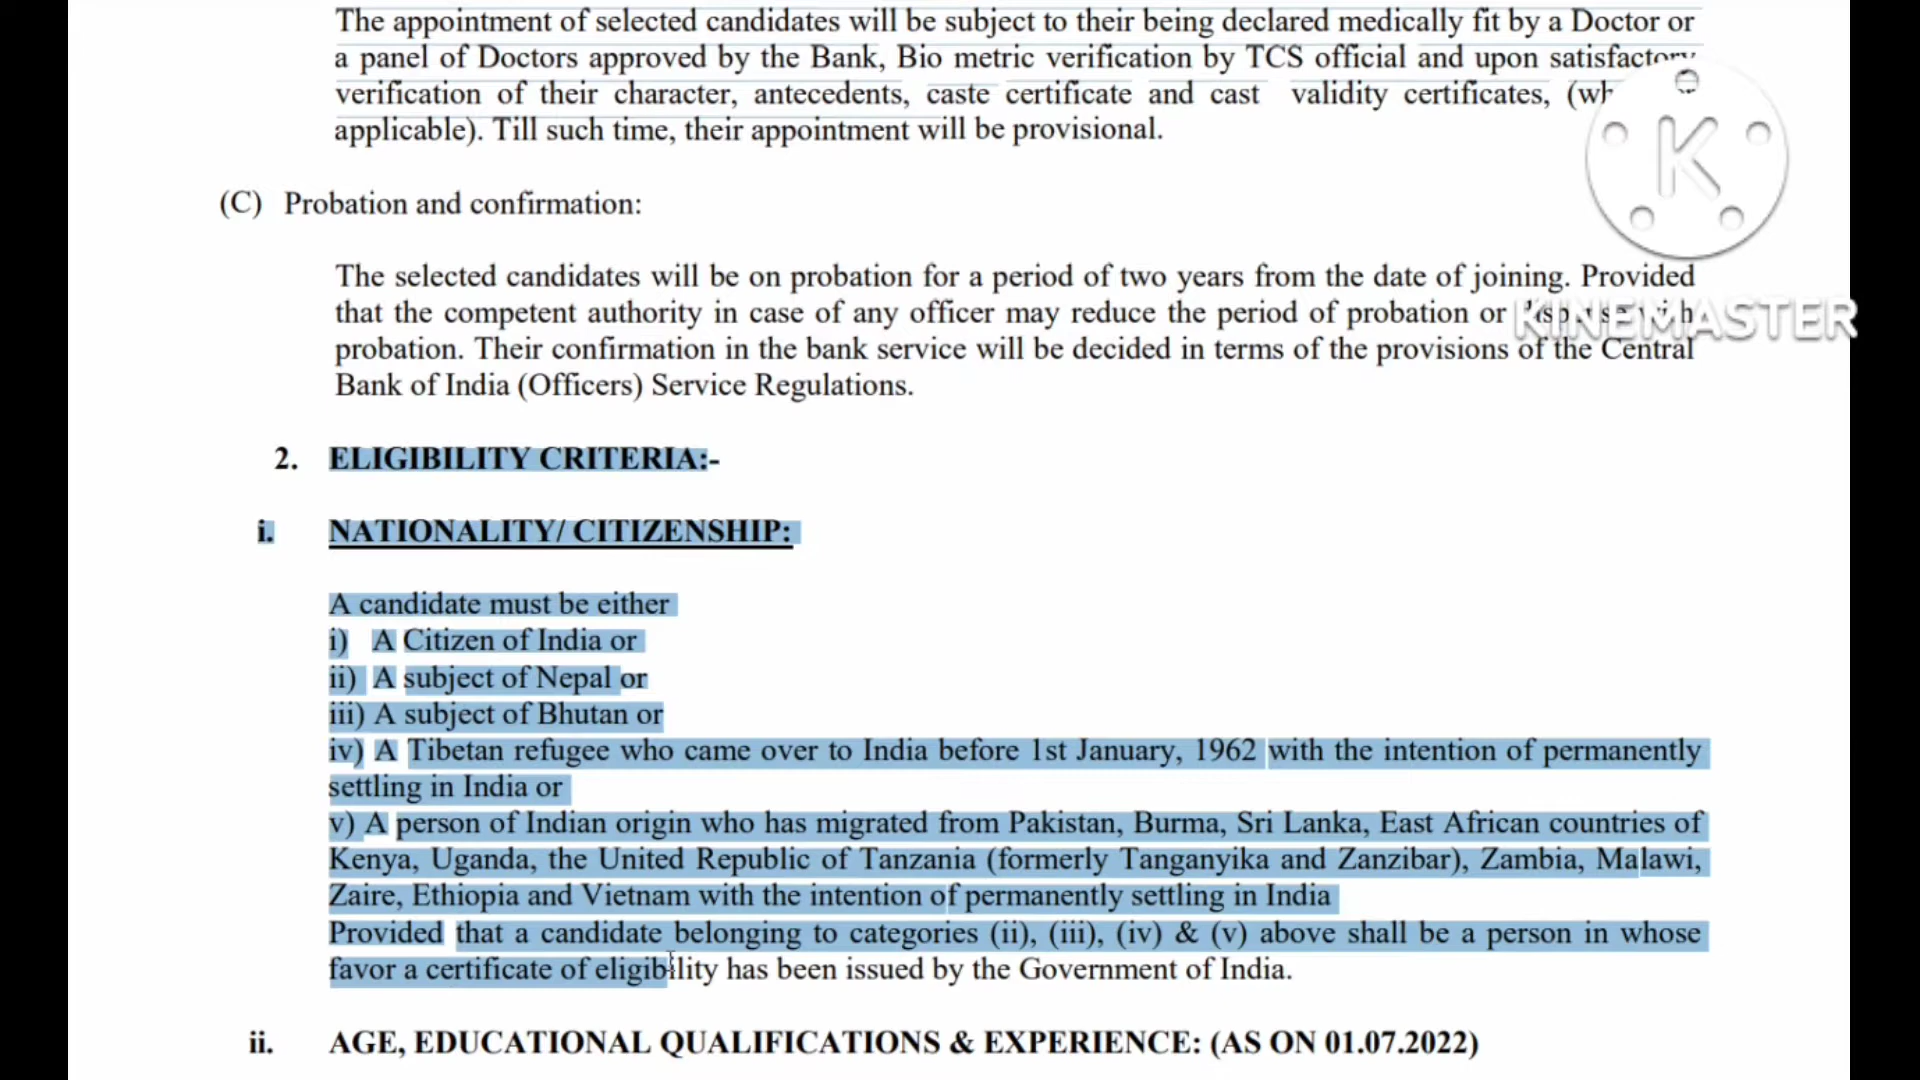 The appointment of selected candidates will be subject to their being declared medically fit by a Doctor or
a panel of Doctors approved by the Bank, Bio metric verification by TCS official and upon satisfactory
verification of their character, antecedents, caste certificate and cast validity certificates, (
applicable). Till such time, their appointment will be provisional.
(C) Probation and confirmation:
The selected candidates will be on probation for a period of two years from the date of joining. Provided
that the competent authority in case of any officer may reduce the period of probation or
KINEMASTER
probation. Their confirmation in the bank service will be decided in terms of the provisions of the Central
Bank of India (Officers) Service Regulations.
2. ELIGIBILITY CRITERIA:-
i. NATIONALITY/ CITIZENSHIP:
A candidate must be either
i) A Citizen of India or
ii) A subject of Nepal or
iii) A subject of Bhutan or
iv) A Tibetan refugee who came over to India before 1st January, 1962 with the intention of permanently
settling in India or
v) A person of Indian origin who has migrated from Pakistan, Burma, Sri Lanka, East African countries of
Kenya, Uganda, the United Republic of Tanzania (formerly Tanganyika and Zanzibar), Zambia, Malawi,
Zaire, Ethiopia and Vietnam with the intention of permanently settling in India
Provided that a candidate belonging to categories (ii), (iii), (iv) & (v) above shall be a person in whose
favor a certificate of eligibility has been issued by the Government of India.
ii. AGE, EDUCATIONAL QUALIFICATIONS & EXPERIENCE: (AS ON 01.07.2022)
K